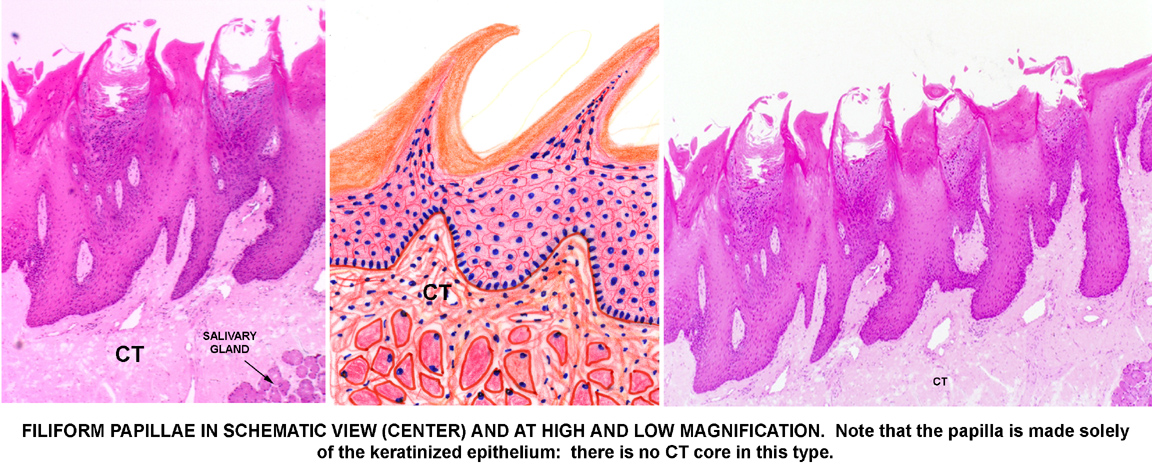 CT
SALIVARY
GLAND
CT
CT
FILIFORM PAPILLAE IN SCHEMATIC VIEW (CENTER) AND AT HIGH AND LOW MAGNIFICATION.  Note that the papilla is made solely
of the keratinized epithelium:  there is no CT core in this type.